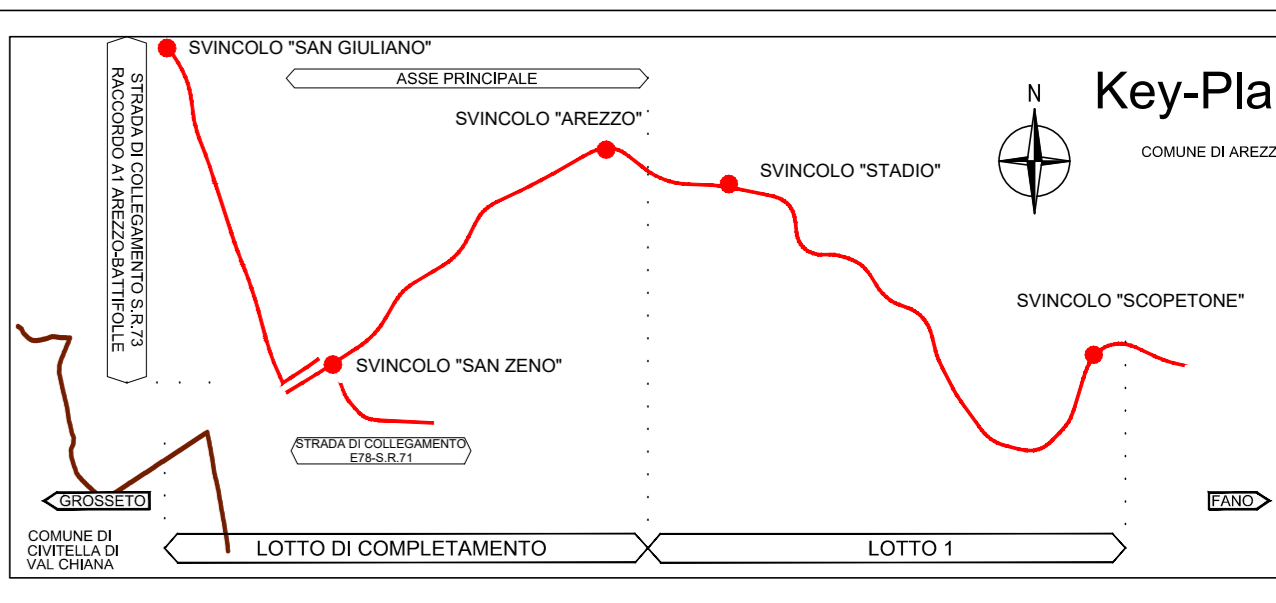 SVINCOLO "SAN GIULIANO"
STRADA DI COLLEGAMENTO S.R.73
RACCORDO A1 AREZZO-BATTIFOLLE
ASSE PRINCIPALE
N
Key-Pla
SVINCOLO "AREZZO"
COMUNE DI AREZZ
SVINCOLO "STADIO"
SVINCOLO "SCOPETONE"
SVINCOLO "SAN ZENO"
STRADA DI COLLEGAMENTO
E78-S.R.71
GROSSETO
FANO
COMUNE DI
CIVITELLA DI
VAL CHIANA
LOTTO DI COMPLETAMENTO
LOTTO 1